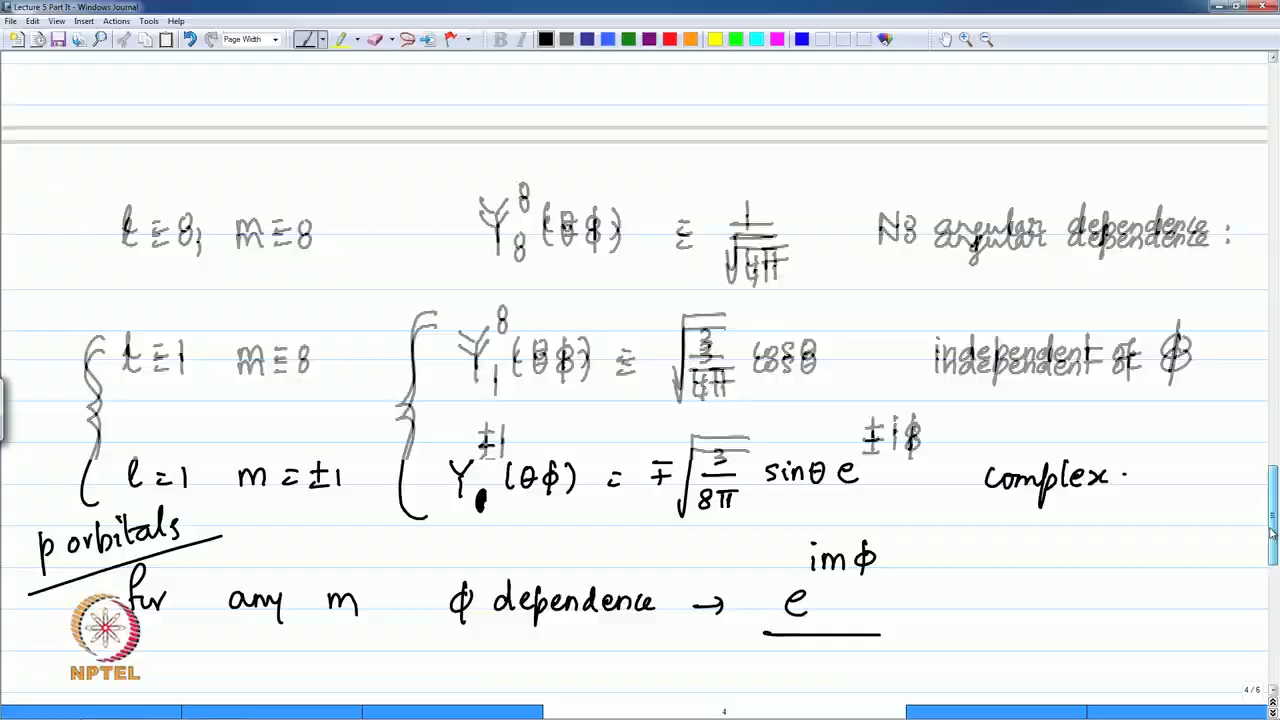 Lecture 5 Part II - Windows Journal
File Edit View Insert Actions Tools Help
Page Width
B I
l = 0, m = 0 Y₀⁰(θφ) = 1/√4π No angular dependence :
l = 1 m = 0 Y₁⁰(θφ) = √3/4π cosθ independent of φ
l = 1 m = ±1 Y^±1 (θφ) = ∓√3/8π sinθ e^±iφ complex.
p orbitals
for any m φ dependence → e^imφ
NPTEL
4 / 6
4